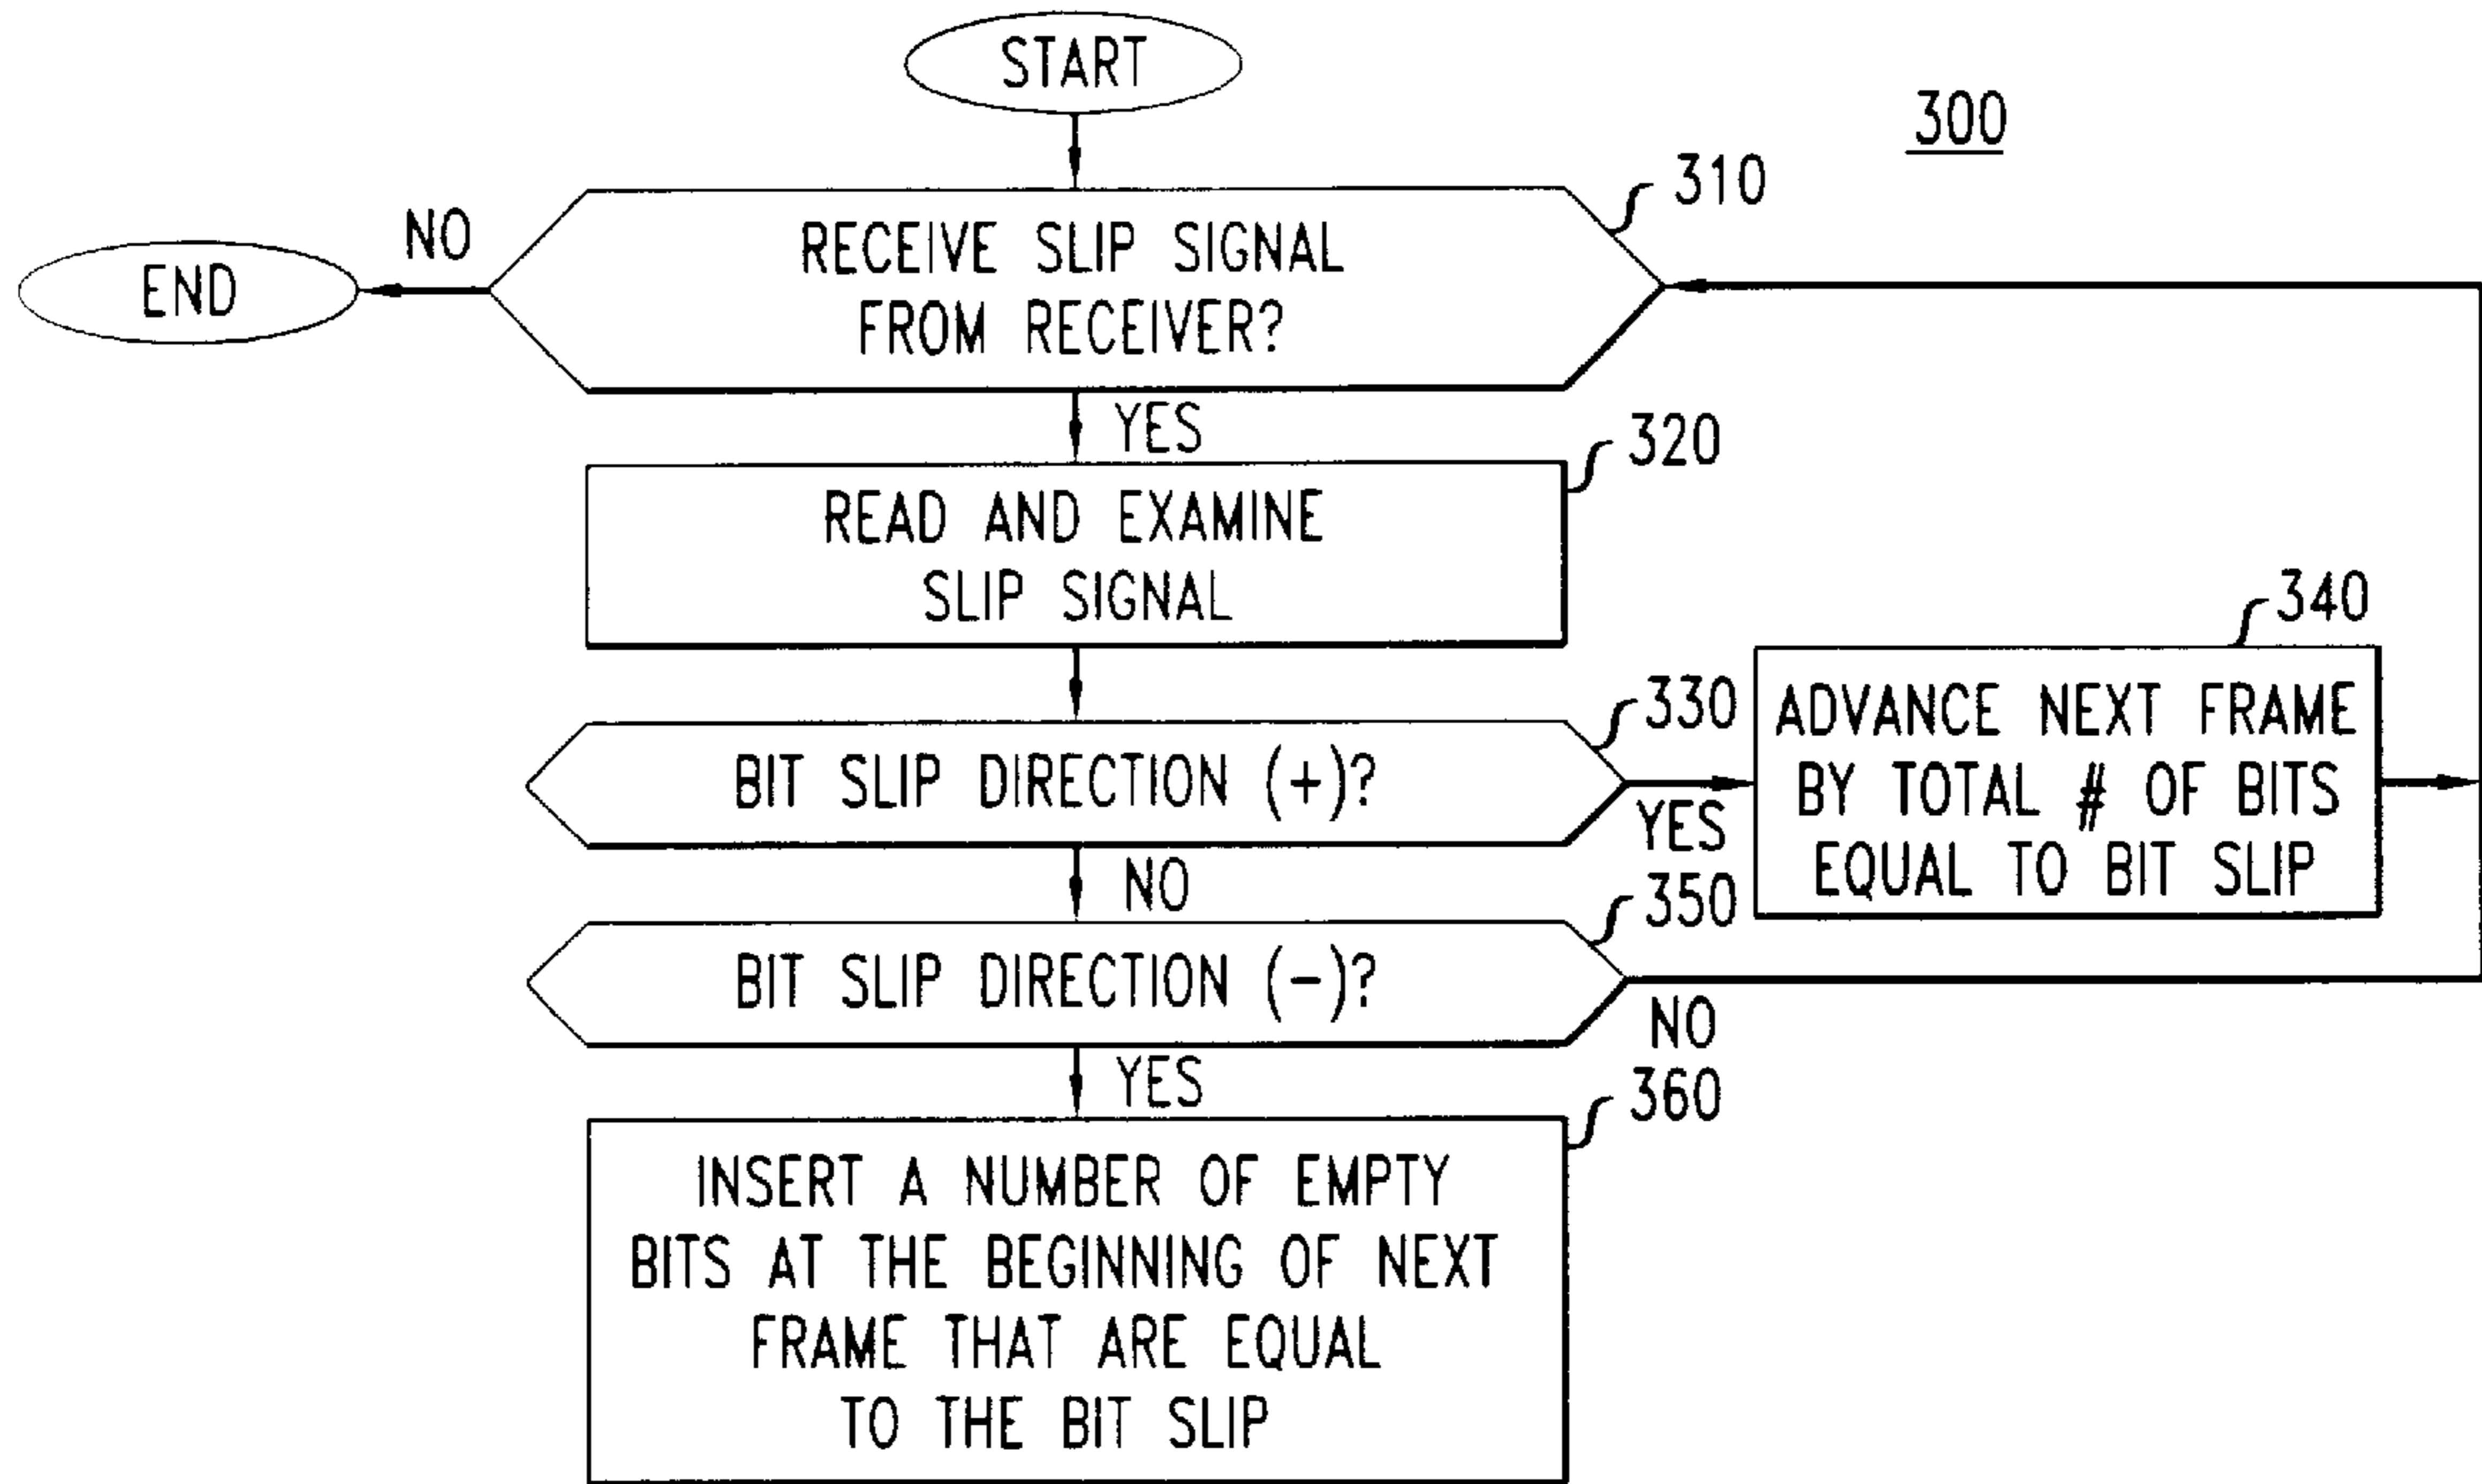 START
300
310
NO
RECEIVE SLIP SIGNAL
FROM RECEIVER?
END
YES
320
READ AND EXAMINE
SLIP SIGNAL
340
330
ADVANCE NEXT FRAME
BY TOTAL # OF BITS
EQUAL TO BIT SLIP
BIT SLIP DIRECTION (+)?
YES
NO
350
BIT SLIP DIRECTION (-)?
NO
YES
360
INSERT A NUMBER OF EMPTY
BITS AT THE BEGINNING OF NEXT
FRAME THAT ARE EQUAL
TO THE BIT SLIP